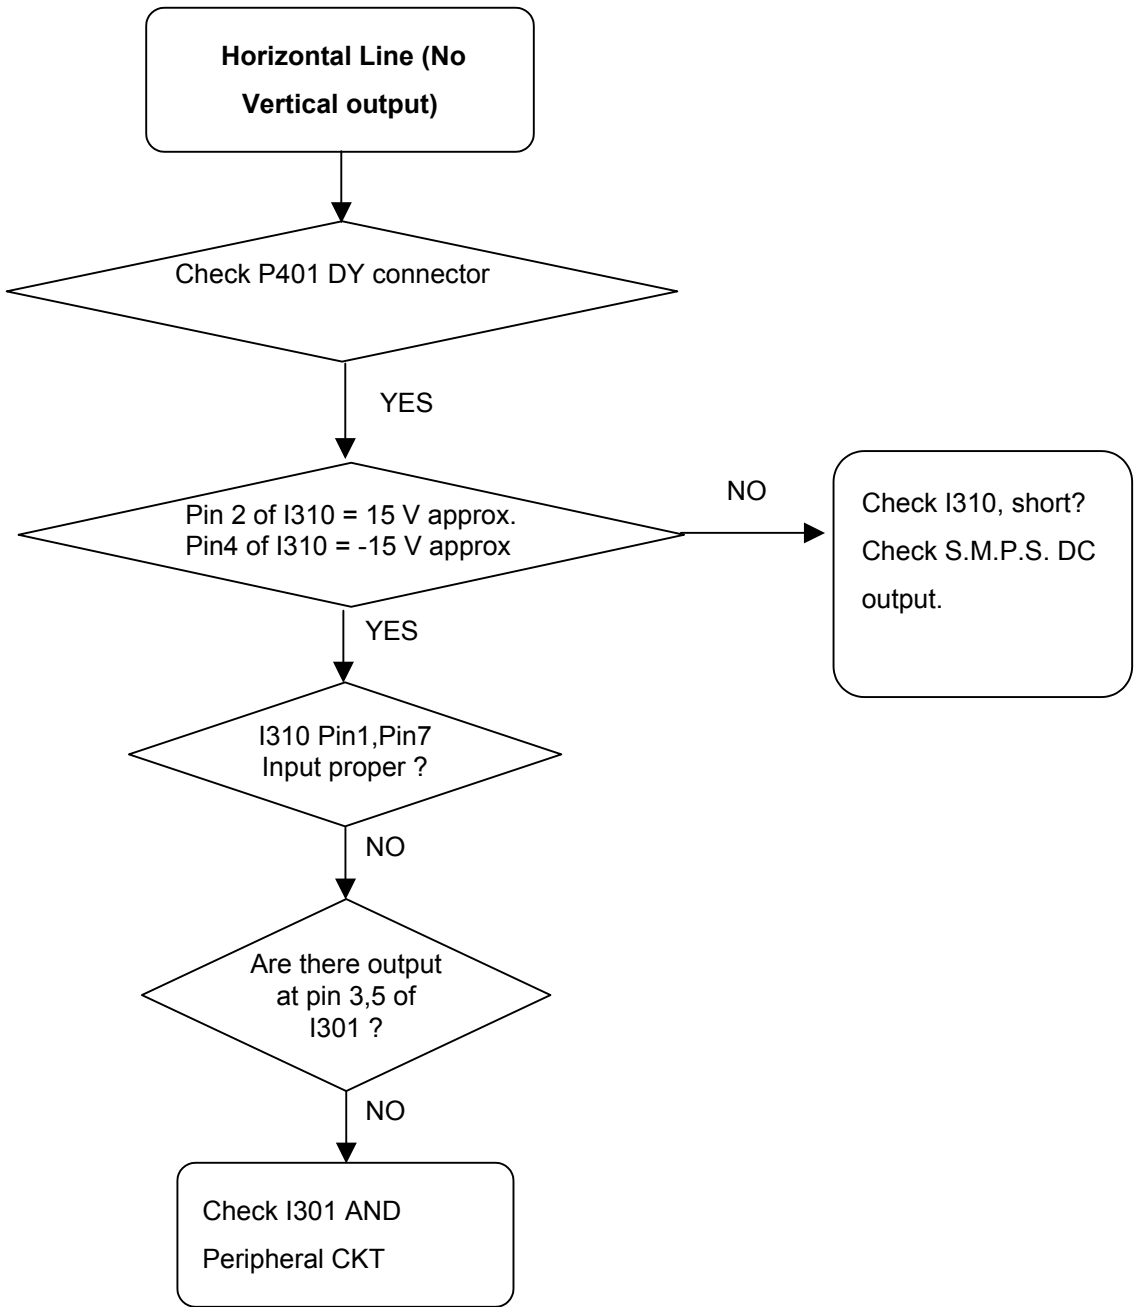 Horizontal Line (No
Vertical output)
Check P401 DY connector
YES
Pin 2 of I310 = 15 V approx.
Pin4 of I310 = -15 V approx
NO
Check I310, short?
Check S.M.P.S. DC
output.
YES
I310 Pin1,Pin7
Input proper ?
NO
Are there output
at pin 3,5 of
I301 ?
NO
Check I301 AND
Peripheral CKT